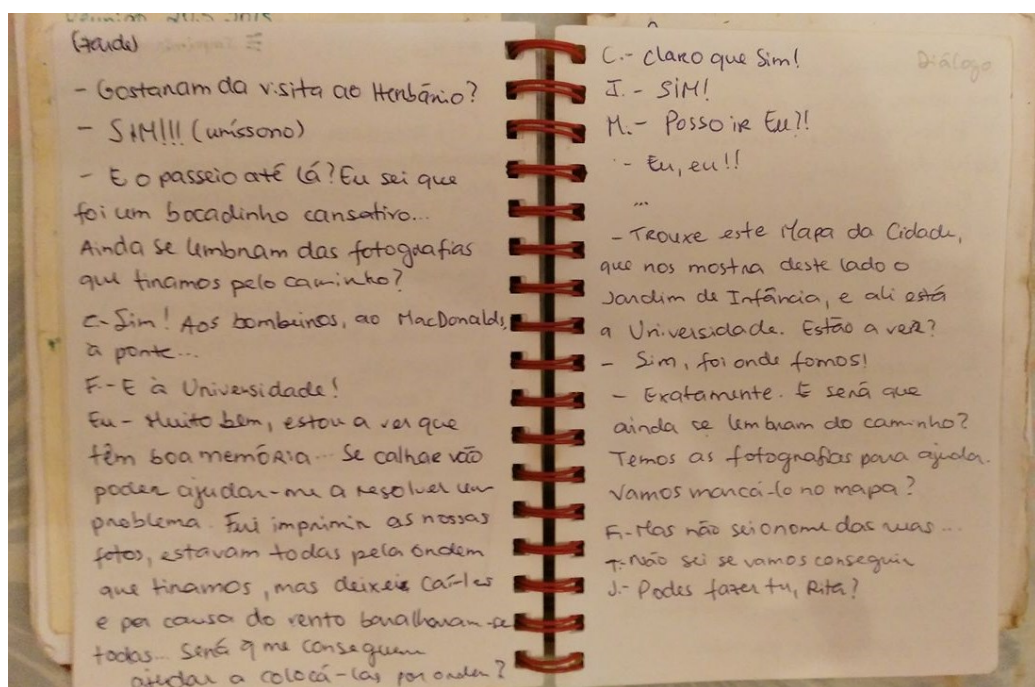 (tarde)
- Gostaram da visita ao Herbário?
- SIM!!! (uníssono)
- E o passeio até lá? Eu sei que
foi um bocadinho cansativo...
Ainda se lembram das fotografias
que tiramos pelo caminho?
C.- Sim! Aos bombeiros, ao MacDonalds,
à ponte...
F.- E à Universidade!
Eu - Muito bem, estou a ver que
têm boa memória... Se calhar vão
poder ajudar-me a resolver um
problema. Fui imprimir as nossas
fotos, estavam todas pela ordem
que tiramos, mas deixei caí-las
e por causa do vento baralharam-se
todas... Será q me conseguem
ajudar a colocá-las por ordem?
Diálogo
C.- Claro que Sim!
I. - SIM!
M.- Posso ir Eu?!
- Eu, eu!!
...
- Trouxe este Mapa da Cidade,
que nos mostra deste lado o
Jardim de Infância, e ali está
a Universidade. Estão a ver?
- Sim, foi onde fomos!
- Exatamente. E será que
ainda se lembram do caminho?
Temos as fotografias para ajudar.
Vamos marcá-lo no mapa?
F.- Mas não sei o nome das ruas...
T.- Não sei se vamos conseguir
J.- Podes fazer tu, Rita?